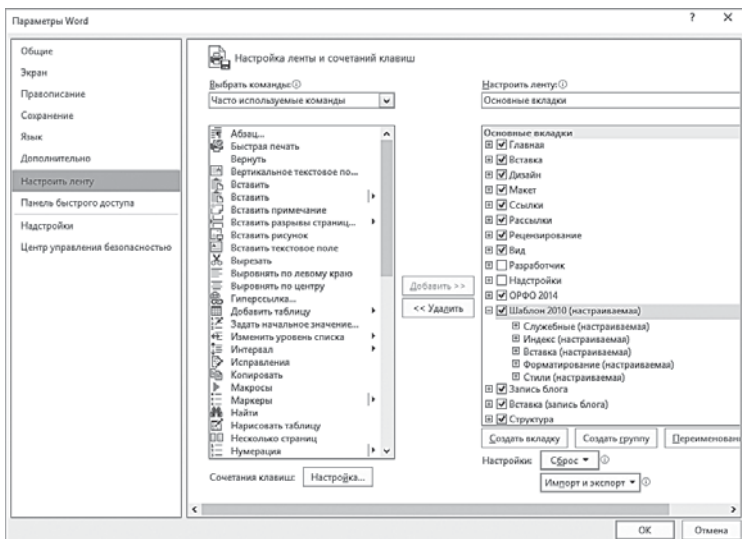 Параметры Word
? ×
Общие
Экран
Правописание
Сохранение
Язык
Дополнительно
Настроить ленту
Панель быстрого доступа
Надстройки
Центр управления безопасностью
Настройка ленты и сочетаний клавиш
Выбрать команды:
Часто используемые команды
Абзац...
Быстрая печать
Вернуть
Вертикальное текстовое по...
Вставить
Вставить
Вставить примечание
Вставить разрывы страниц...
Вставить рисунок
Вставить текстовое поле
Вырезать
Выровнять по левому краю
Выровнять по центру
Гиперссылка...
Добавить таблицу
Задать начальное значение...
Изменить уровень списка
Интервал
Исправления
Копировать
Макросы
Маркеры
Найти
Нарисовать таблицу
Несколько страниц
Нумерация
Сочетания клавиш:
Настройка...
Добавить >>
<< Удалить
Настроить ленту:
Основные вкладки
Основные вкладки
Главная
Вставка
Дизайн
Макет
Ссылки
Рассылки
Рецензирование
Вид
Разработчик
Надстройки
ОРФО 2014
Шаблон 2010 (настраиваемая)
Служебные (настраиваемая)
Индекс (настраиваемая)
Вставка (настраиваемая)
Форматирование (настраиваемая)
Стили (настраиваемая)
Запись блога
Вставка (запись блога)
Структура
Создать вкладку
Создать группу
Переименован
Настройки:
Сброс
Импорт и экспорт
ОК
Отмена